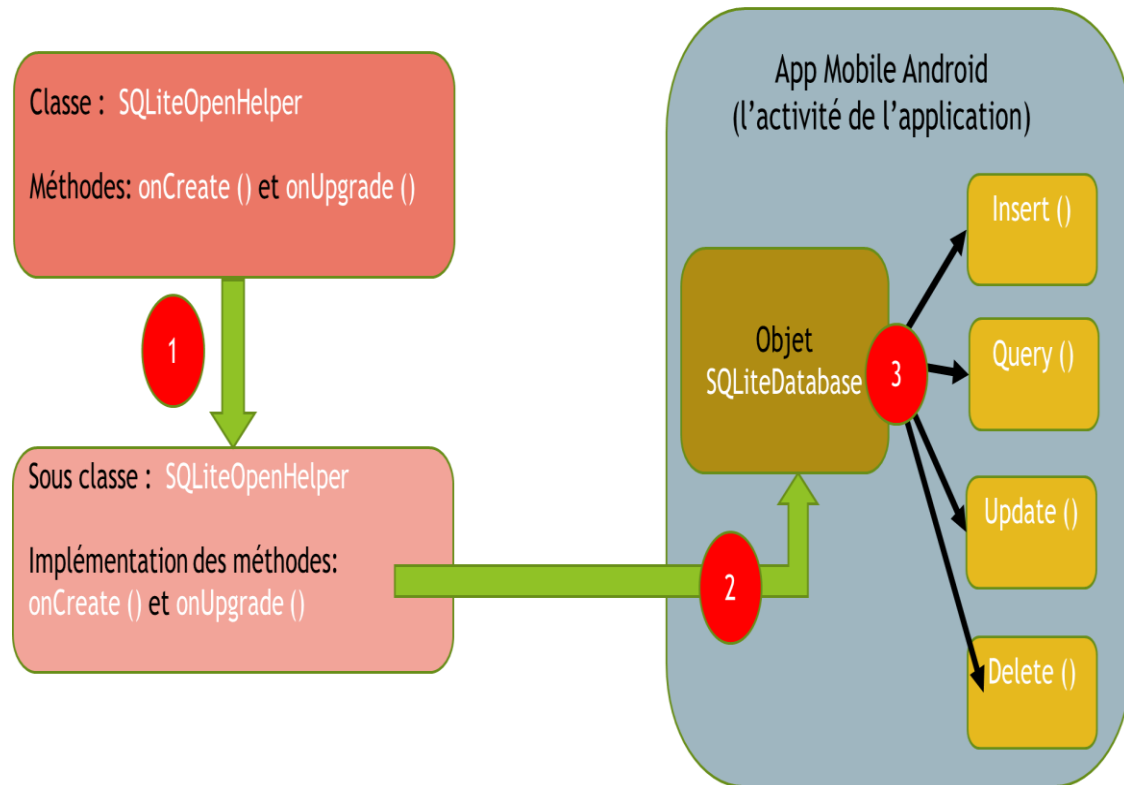 Classe : SQLiteOpenHelper
Méthodes: onCreate () et onUpgrade ()
1
Sous classe : SQLiteOpenHelper
Implémentation des méthodes:
onCreate () et onUpgrade ()
2
App Mobile Android
(l’activité de l’application)
Objet
SQLiteDatabase
3
Insert ()
Query ()
Update ()
Delete ()